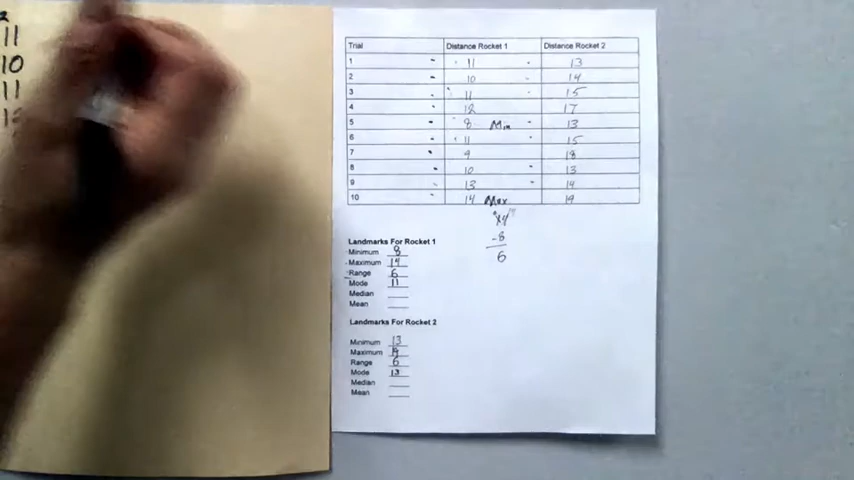 11
10
11
Trial Distance Rocket 1 Distance Rocket 2
1 11 13
2 10 14
3 11 15
4 12 17
5 8 Min 13
6 11 15
7 9 18
8 10 13
9 13 14
10 14 Max 19
14
-8
6
Landmarks For Rocket 1
Minimum 8
Maximum 14
Range 6
Mode 11
Median
Mean
Landmarks For Rocket 2
Minimum 13
Maximum 19
Range 6
Mode 13
Median
Mean